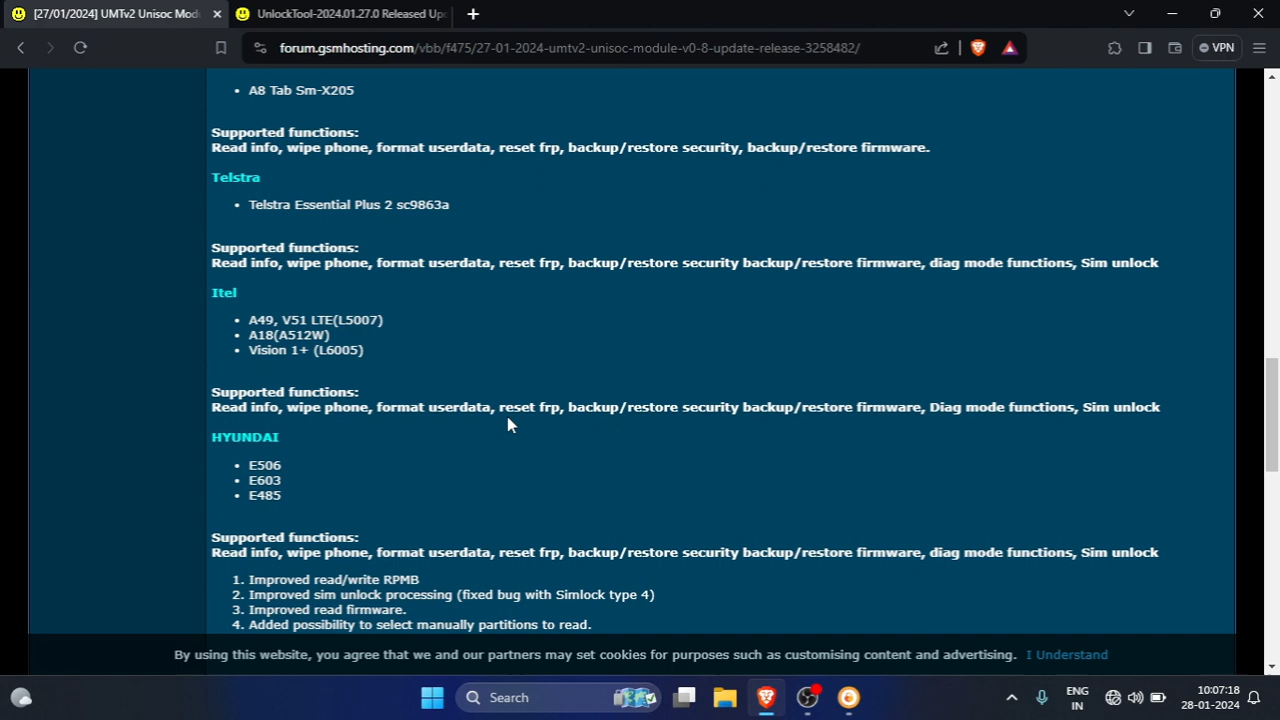 [27/01/2024] UMTv2 Unisoc Mod
UnlockTool-2024.01.27.0 Released Up
forum.gsmhosting.com/vbb/f475/27-01-2024-umtv2-unisoc-module-v0-8-update-release-3258482/
VPN
• A8 Tab Sm-X205
Supported functions:
Read info, wipe phone, format userdata, reset frp, backup/restore security, backup/restore firmware.
Telstra
• Telstra Essential Plus 2 sc9863a
Supported functions:
Read info, wipe phone, format userdata, reset frp, backup/restore security backup/restore firmware, diag mode functions, Sim unlock
Itel
• A49, V51 LTE(L5007)
• A18(A512W)
• Vision 1+ (L6005)
Supported functions:
Read info, wipe phone, format userdata, reset frp, backup/restore security backup/restore firmware, Diag mode functions, Sim unlock
HYUNDAI
• E506
• E603
• E485
Supported functions:
Read info, wipe phone, format userdata, reset frp, backup/restore security backup/restore firmware, diag mode functions, Sim unlock
1. Improved read/write RPMB
2. Improved sim unlock processing (fixed bug with Simlock type 4)
3. Improved read firmware.
4. Added possibility to select manually partitions to read.
By using this website, you agree that we and our partners may set cookies for purposes such as customising content and advertising. I Understand
Search
ENG
IN
10:07:18
28-01-2024